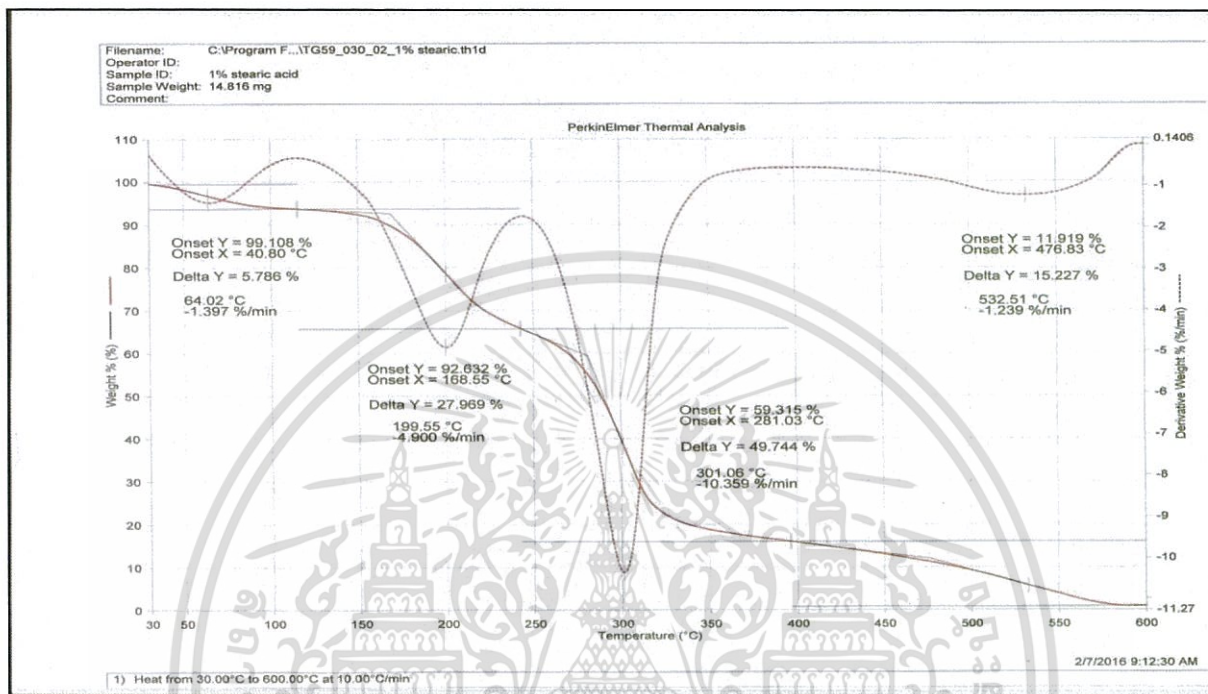 Filename: C:\Program F...\TG59_030_02_1% stearic.th1d
Operator ID:
Sample ID: 1% stearic acid
Sample Weight: 14.816 mg
Comment:
PerkinElmer Thermal Analysis
110
100
90
80
70
60
50
40
30
20
10
0
Weight % (%)
Onset Y = 99.108 %
Onset X = 40.80 °C
Delta Y = 5.786 %
64.02 °C
-1.397 %/min
Onset Y = 92.632 %
Onset X = 168.55 °C
Delta Y = 27.969 %
199.55 °C
-4.900 %/min
Onset Y = 59.315 %
Onset X = 281.03 °C
Delta Y = 49.744 %
301.06 °C
-10.359 %/min
Onset Y = 11.919 %
Onset X = 476.83 °C
Delta Y = 15.227 %
532.51 °C
-1.239 %/min
0.1406
-1
-2
-3
-4
-5
-6
-7
-8
-9
-10
-11.27
Derivative Weight % (%/min)
30 50 100 150 200 250 300 350 400 450 500 550 600
Temperature (°C)
2/7/2016 9:12:30 AM
1) Heat from 30.00°C to 600.00°C at 10.00°C/min